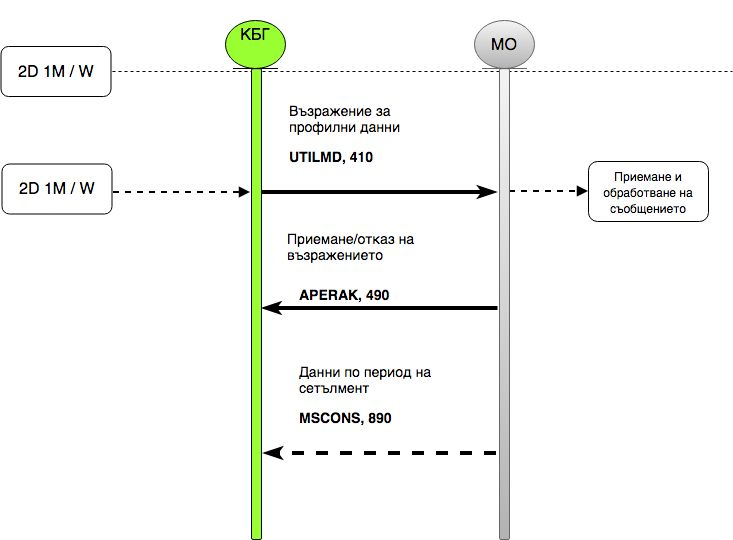 КБГ
МО
2D 1M / W
Възражение за
профилни данни
UTILMD, 410
2D 1M / W
Приемане и
обработване на
съобщението
Приемане/отказ на
възражението
APERAK, 490
Данни по период на
сетълмент
MSCONS, 890